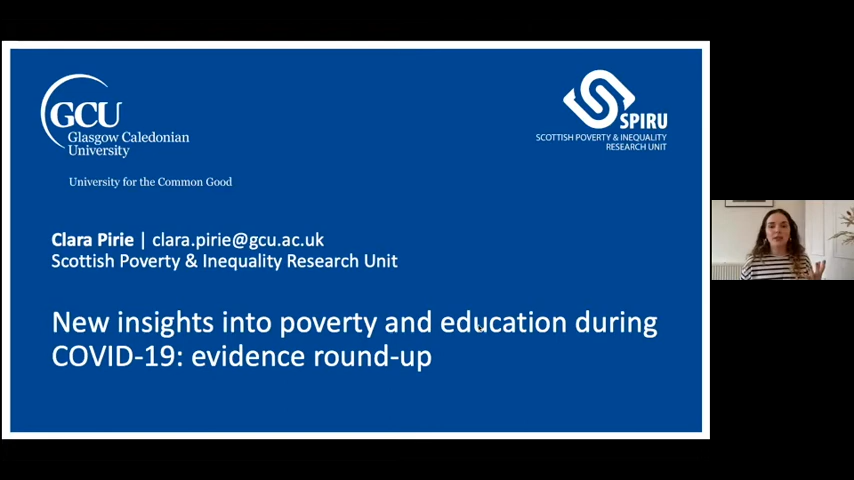 GCU
Glasgow Caledonian
University
University for the Common Good
SPIRU
SCOTTISH POVERTY & INEQUALITY
RESEARCH UNIT
Clara Pirie | clara.pirie@gcu.ac.uk
Scottish Poverty & Inequality Research Unit
New insights into poverty and education during
COVID-19: evidence round-up